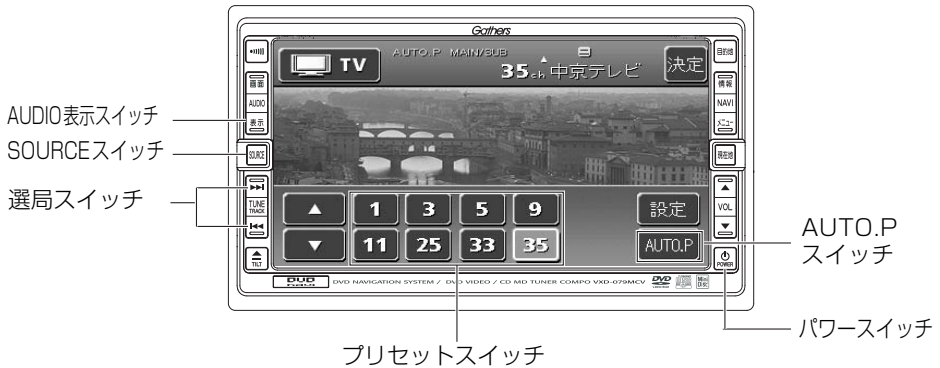 Gathers
TV
AUTO.P MAIN/SUB
35ch 中京テレビ
決定
目的地
画面
AUDIO
表示
情報
NAVI
メニュー
AUDIO表示スイッチ
SOURCEスイッチ
SOURCE
現在地
選局スイッチ
TUNE
TRACK
VOL
1 3 5 9
設定
11 25 33 35
AUTO.P
AUTO.P
スイッチ
TILT
POWER
DVD NAVIGATION SYSTEM / DVD VIDEO / CD MD TUNER COMPO VXD-079MCV
DVD
パワースイッチ
プリセットスイッチ